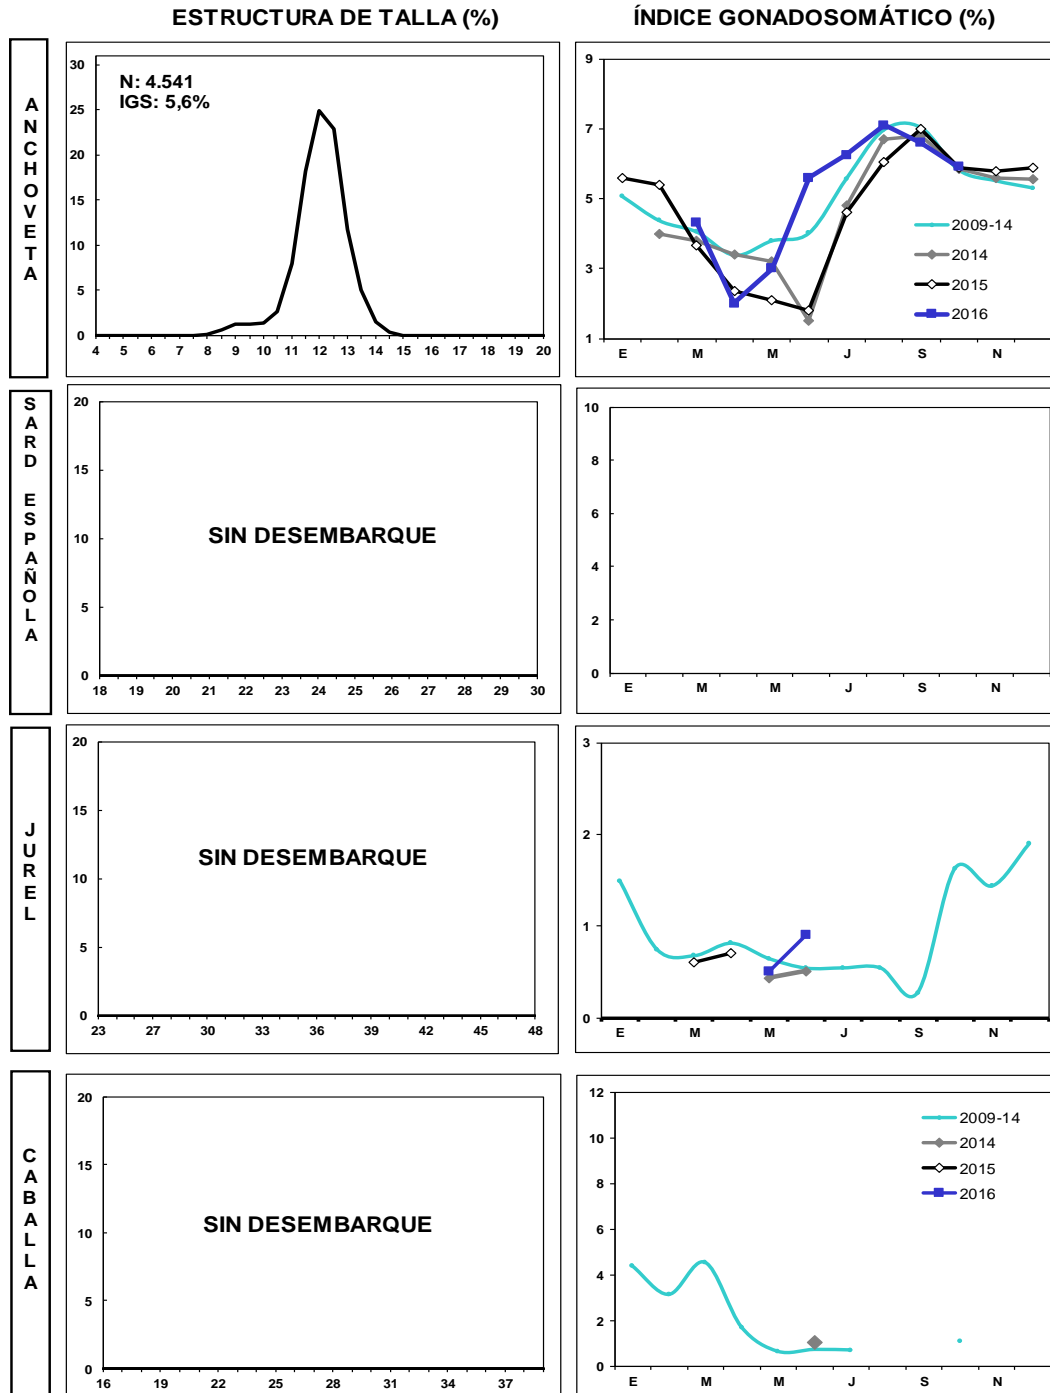 ESTRUCTURA DE TALLA (%)
ÍNDICE GONADOSOMÁTICO (%)
ANCHOVETA
N: 4.541
IGS: 5,6%
30
25
20
15
10
5
0
4 5 6 7 8 9 10 11 12 13 14 15 16 17 18 19 20
9
7
5
3
1
2009-14
2014
2015
2016
E M M J S N
SARD ESPAÑOLA
20
15
10
5
0
SIN DESEMBARQUE
18 19 20 21 22 23 24 25 26 27 28 29 30
10
8
6
4
2
0
E M M J S N
JUREL
20
15
10
5
0
SIN DESEMBARQUE
23 27 30 33 36 39 42 45 48
3
2
1
0
E M M J S N
CABALLA
20
15
10
5
0
SIN DESEMBARQUE
16 19 22 25 28 31 34 37
12
10
8
6
4
2
0
2009-14
2014
2015
2016
E M M J S N